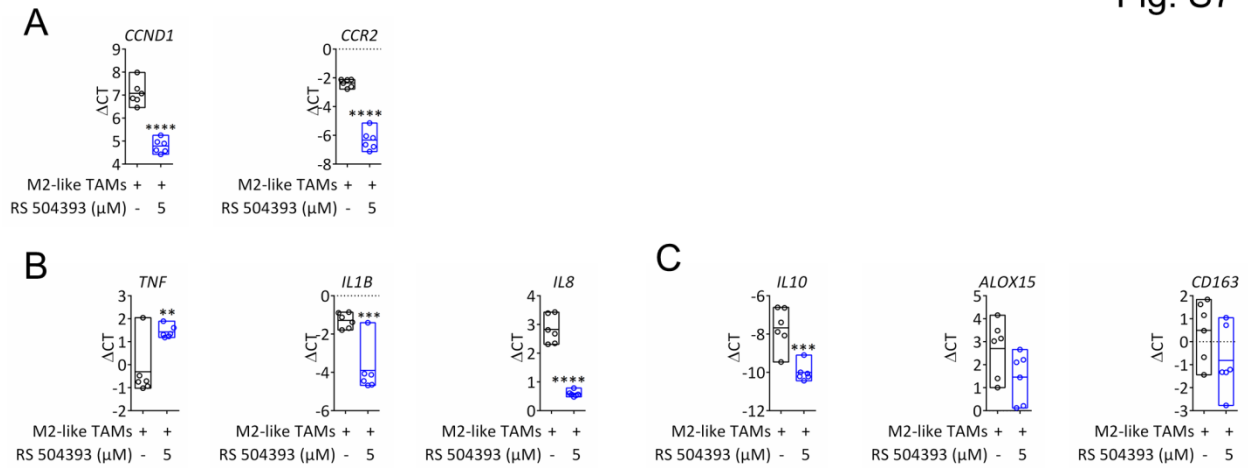 A
CCND1
9
8
7
6
5
4
ΔCT
****
M2-like TAMs + +
RS 504393 (μM) - 5
CCR2
0
-2
-4
-6
-8
ΔCT
****
M2-like TAMs + +
RS 504393 (μM) - 5
B
TNF
3
2
1
0
-1
-2
ΔCT
**
M2-like TAMs + +
RS 504393 (μM) - 5
IL1B
0
-2
-4
-6
ΔCT
***
M2-like TAMs + +
RS 504393 (μM) - 5
IL8
4
3
2
1
0
ΔCT
****
M2-like TAMs + +
RS 504393 (μM) - 5
C
IL10
-6
-8
-10
-12
ΔCT
***
M2-like TAMs + +
RS 504393 (μM) - 5
ALOX15
5
4
3
2
1
0
ΔCT
M2-like TAMs + +
RS 504393 (μM) - 5
CD163
2
1
0
-1
-2
-3
ΔCT
M2-like TAMs + +
RS 504393 (μM) - 5